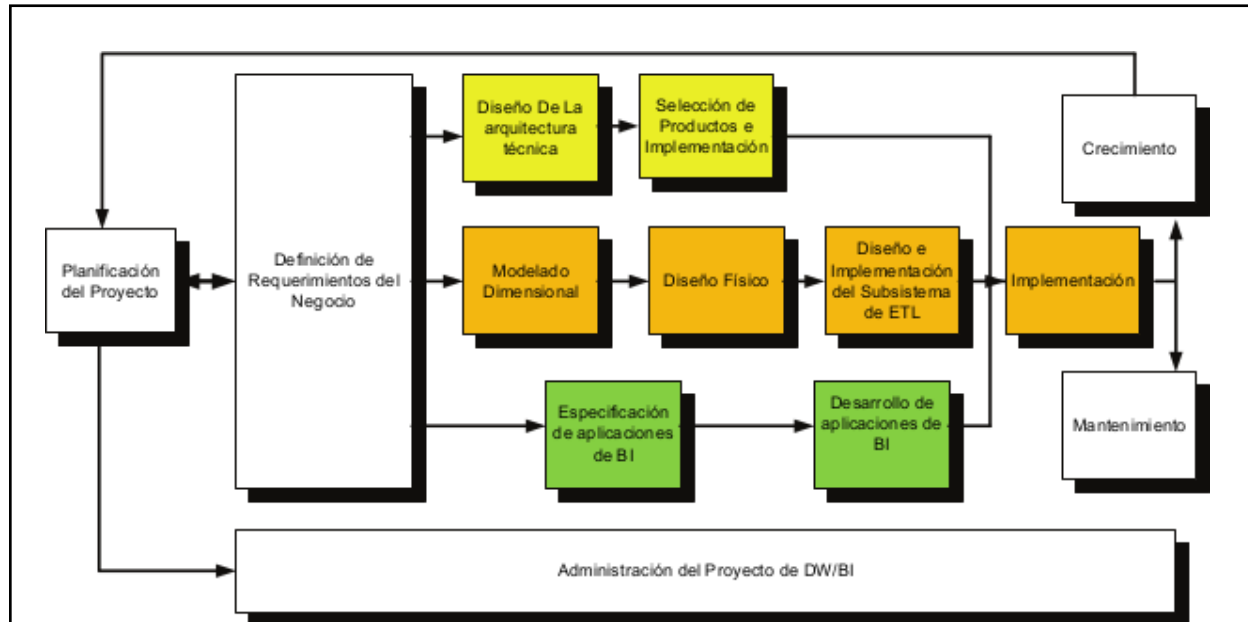 Diseño De La
arquitectura
técnica
Selección de
Productos e
Implementación
Crecimiento
Planificación
del Proyecto
Definición de
Requerimientos del
Negocio
Modelado
Dimensional
Diseño Físico
Diseño e
Implementación
del Subsistema
de ETL
Implementación
Especificación
de aplicaciones
de BI
Desarrollo de
aplicaciones de
BI
Mantenimiento
Administración del Proyecto de DW/BI